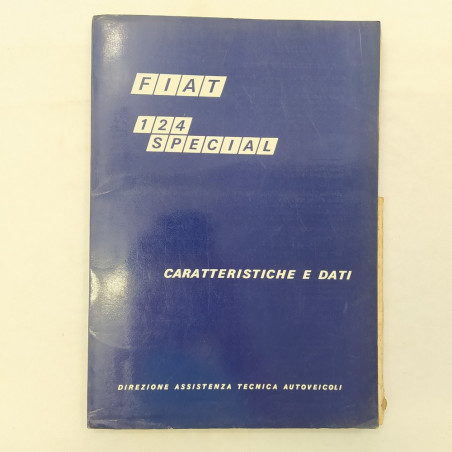 FIAT
124
SPECIAL
CARATTERISTICHE E DATI
DIREZIONE ASSISTENZA TECNICA AUTOVEICOLI